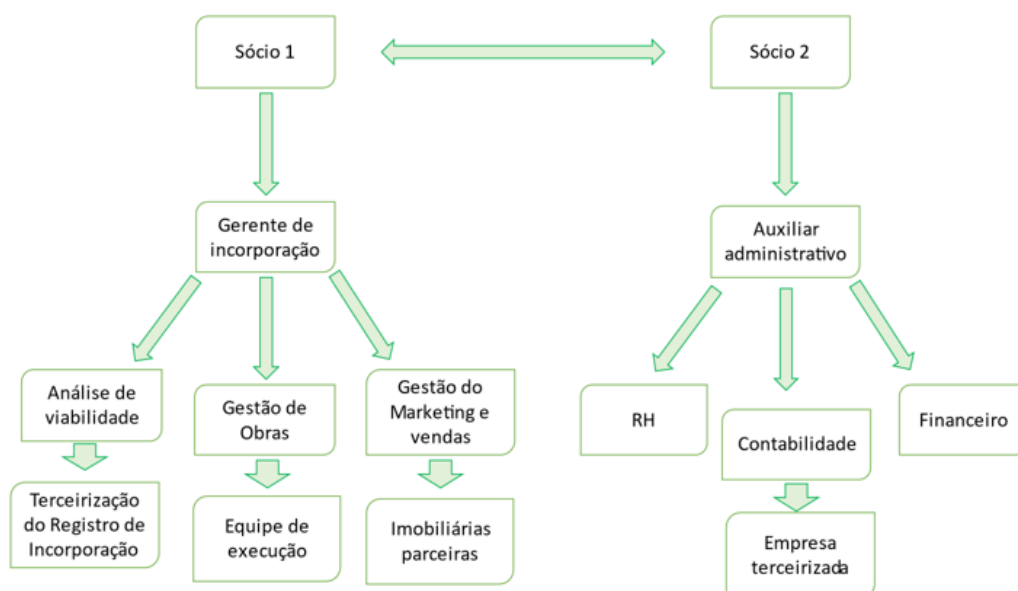 Sócio 1
Sócio 2
Gerente de
incorporação
Auxiliar
administrativo
Análise de
viabilidade
Gestão de
Obras
Gestão do
Marketing e
vendas
RH
Contabilidade
Financeiro
Terceirização
do Registro de
Incorporação
Equipe de
execução
Imobiliárias
parceiras
Empresa
terceirizada